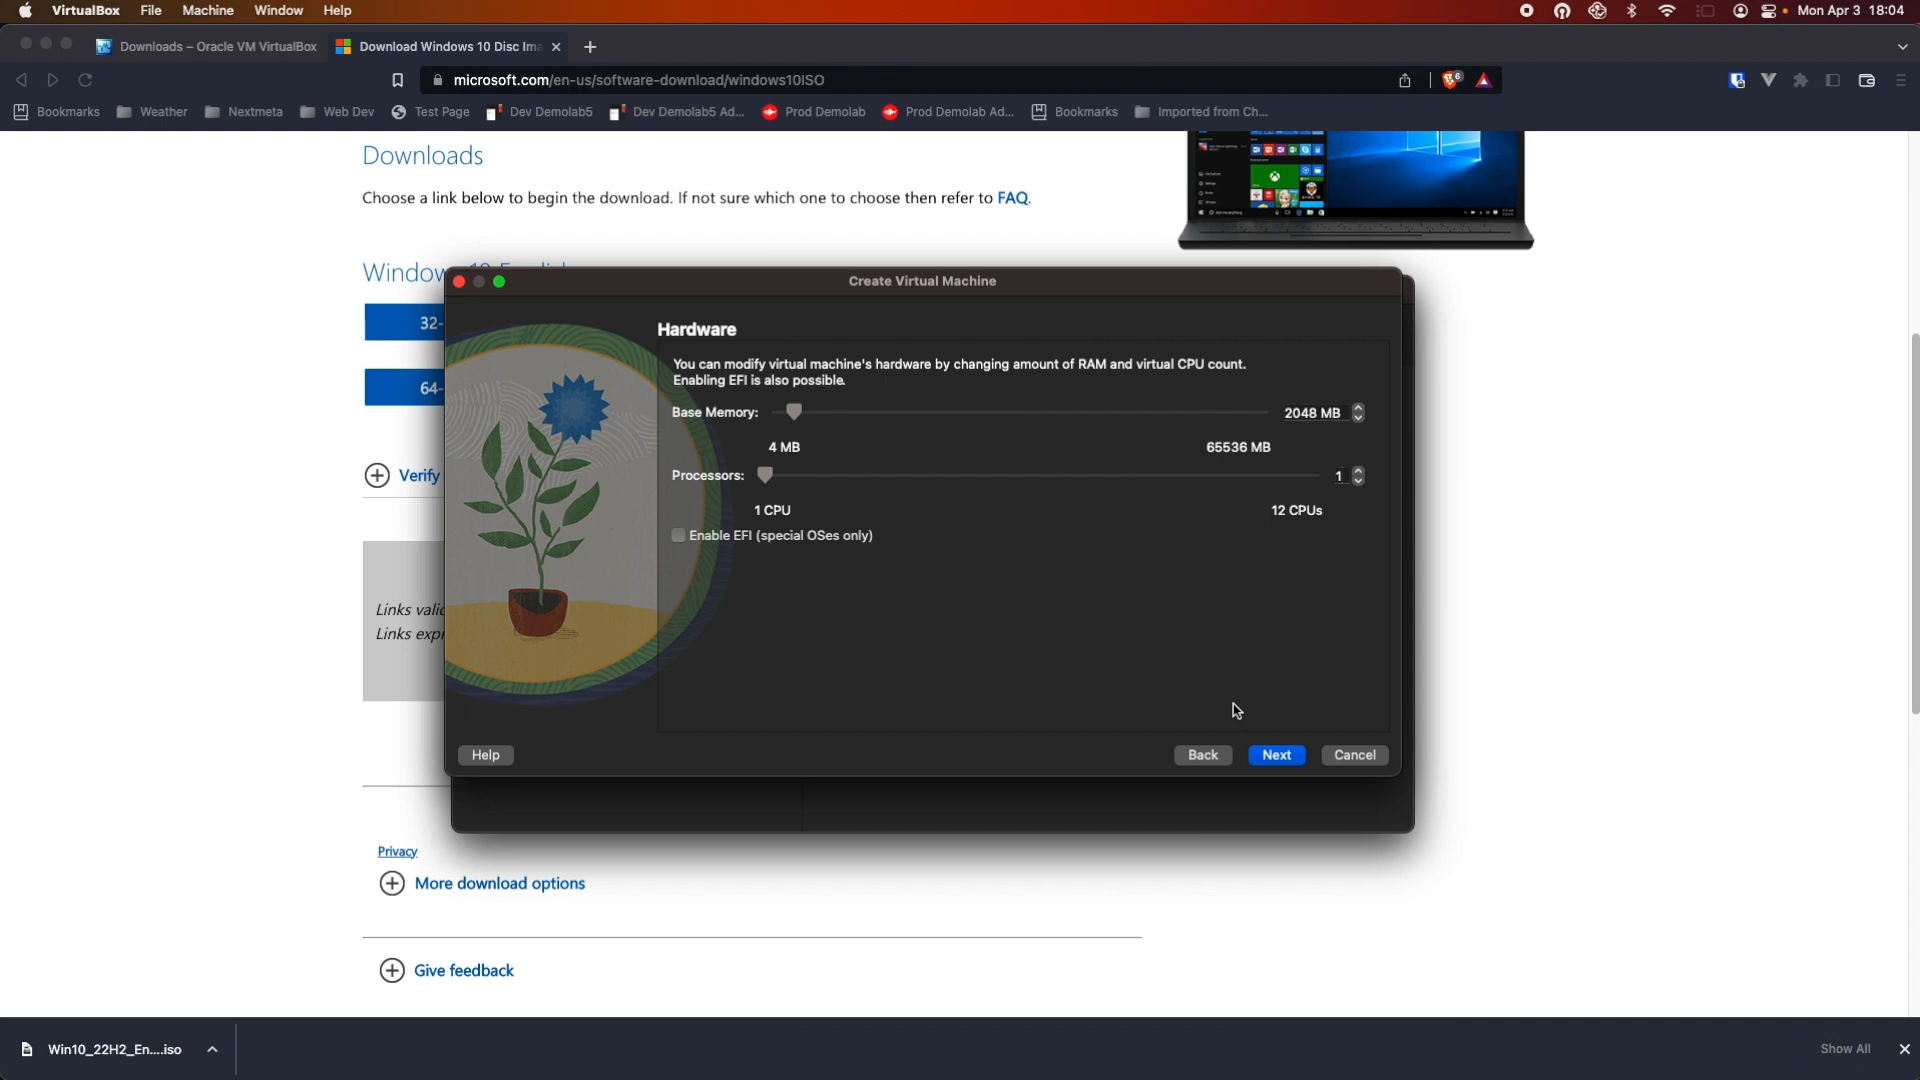 VirtualBox File Machine Window Help
Mon Apr 3 18:04
Downloads – Oracle VM VirtualBox
Download Windows 10 Disc Ima
microsoft.com/en-us/software-download/windows10ISO
6
Bookmarks Weather Nextmeta Web Dev Test Page Dev Demolab5 Dev Demolab5 Ad... Prod Demolab Prod Demolab Ad... Bookmarks Imported from Ch...
Downloads
Choose a link below to begin the download. If not sure which one to choose then refer to FAQ.
Create Virtual Machine
32-
Hardware
You can modify virtual machine's hardware by changing amount of RAM and virtual CPU count.
Enabling EFI is also possible.
64-
Base Memory: 2048 MB
4 MB 65536 MB
Verify
Processors: 1
1 CPU 12 CPUs
Enable EFI (special OSes only)
Links
Links
Help Back Next Cancel
Privacy
More download options
Give feedback
Win10_22H2_En....iso
Show All